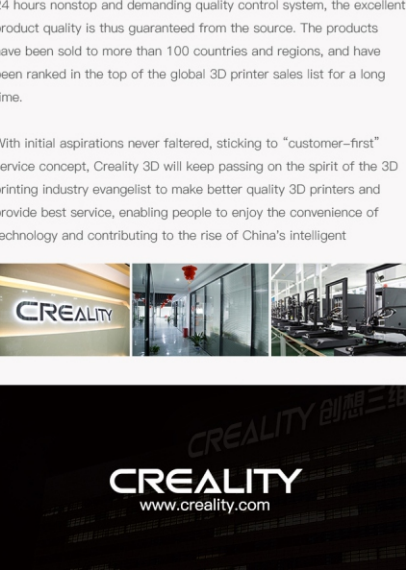 24 hours nonstop and demanding quality control system, the excellent
product quality is thus guaranteed from the source. The products
have been sold to more than 100 countries and regions, and have
been ranked in the top of the global 3D printer sales list for a long
time.
With initial aspirations never faltered, sticking to “customer-first”
service concept, Creality 3D will keep passing on the spirit of the 3D
printing industry evangelist to make better quality 3D printers and
provide best service, enabling people to enjoy the convenience of
technology and contributing to the rise of China's intelligent
CREALITY
CREALITY 创想三维
CREALITY
www.creality.com